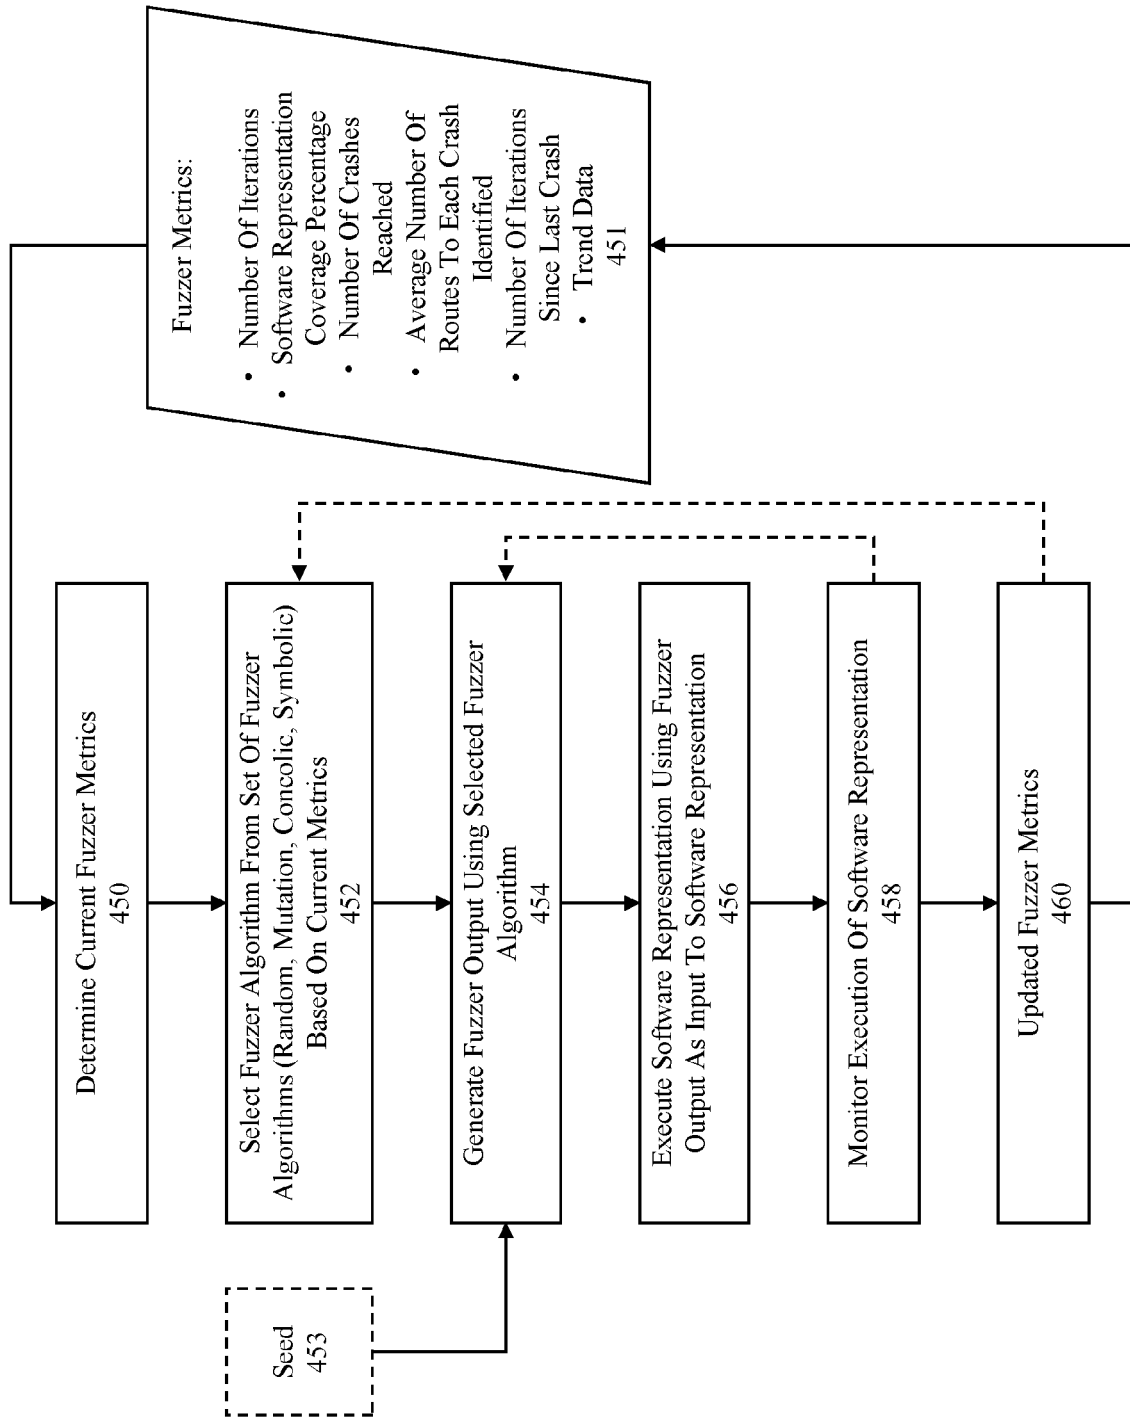 Determine Current Fuzzer Metrics
450
Select Fuzzer Algorithm From Set Of Fuzzer
Algorithms (Random, Mutation, Concolic, Symbolic)
Based On Current Metrics
452
Seed
453
Generate Fuzzer Output Using Selected Fuzzer
Algorithm
454
Execute Software Representation Using Fuzzer
Output As Input To Software Representation
456
Monitor Execution Of Software Representation
458
Updated Fuzzer Metrics
460
Fuzzer Metrics:
• Number Of Iterations
• Software Representation
Coverage Percentage
• Number Of Crashes
Reached
• Average Number Of
Routes To Each Crash
Identified
• Number Of Iterations
Since Last Crash
• Trend Data
451